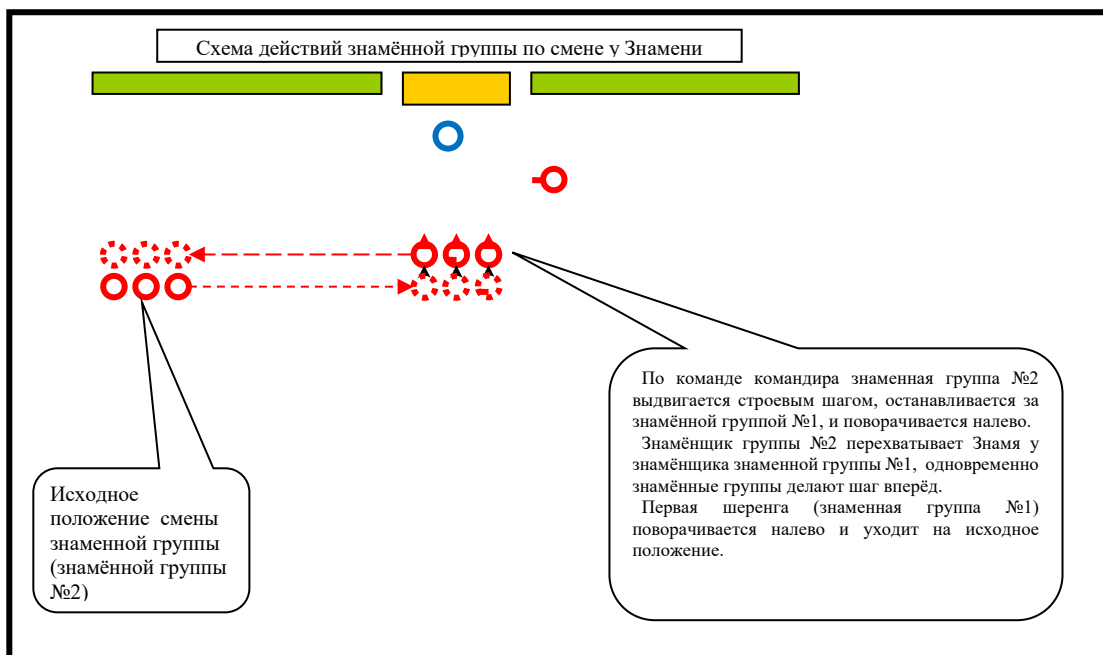 Схема действий знамённой группы по смене у Знамени
По команде командира знаменная группа №2
выдвигается строевым шагом, останавливается за
знамённой группой №1, и поворачивается налево.
Знамёнщик группы №2 перехватывает Знамя у
знамёнщика знаменной группы №1, одновременно
знамённые группы делают шаг вперёд.
Первая шеренга (знаменная группа №1)
поворачивается налево и уходит на исходное
положение.
Исходное
положение смены
знаменной группы
(знамённой группы
№2)